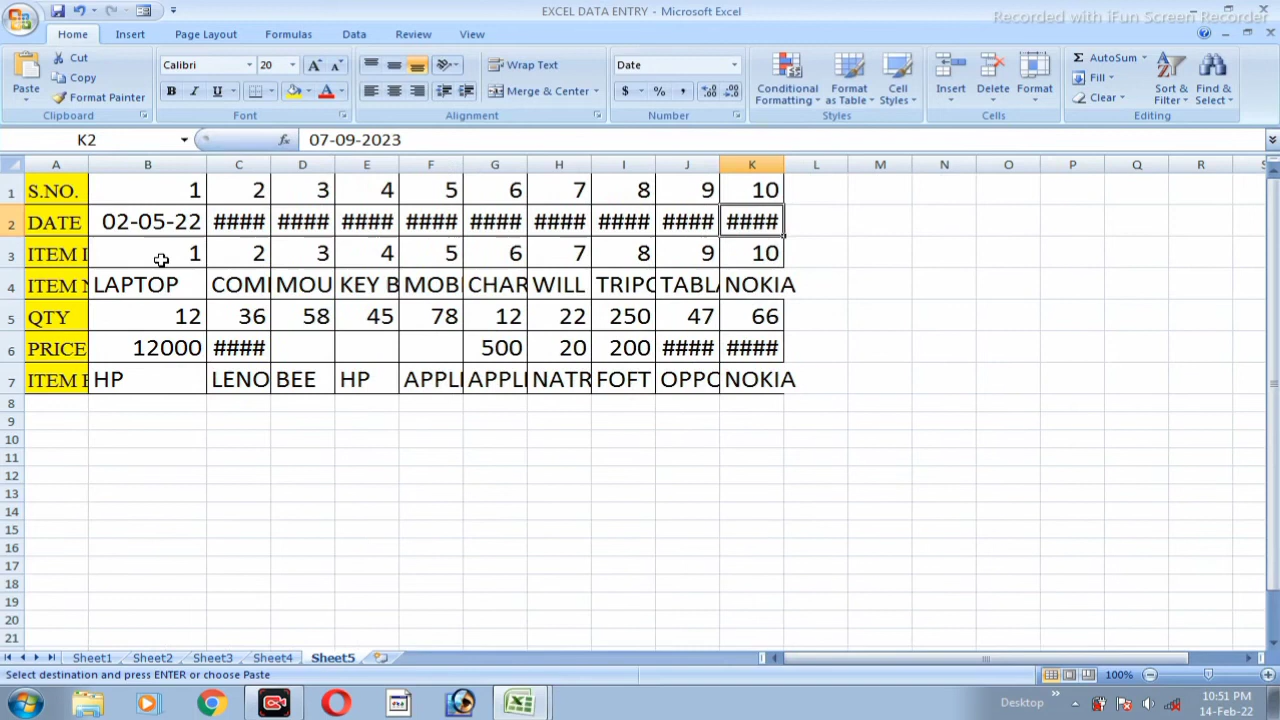 EXCEL DATA ENTRY - Microsoft Excel
Recorded with iFun Screen Recorder
Home Insert Page Layout Formulas Data Review View
Paste Cut Copy Format Painter Clipboard
Calibri 20 A A B I U A Font
Wrap Text Merge & Center Alignment
Date $ % , Number
Conditional Formatting Format as Table Cell Styles Styles
Insert Delete Format Cells
Σ AutoSum Fill Clear Sort & Filter Find & Select Editing
K2 fx 07-09-2023
A B C D E F G H I J K L M N O P Q R S
1 S.NO. 1 2 3 4 5 6 7 8 9 10
2 DATE 02-05-22 #### #### #### #### #### #### #### #### ####
3 ITEM I 1 2 3 4 5 6 7 8 9 10
4 ITEM N LAPTOP COM MOU KEY B MOB CHAR WILL TRIPO TABL NOKIA
5 QTY 12 36 58 45 78 12 22 250 47 66
6 PRICE 12000 #### 500 20 200 #### ####
7 ITEM HP LENO BEE HP APPL APPL NATR FOFT OPPO NOKIA
8
9
10
11
12
13
14
15
16
17
18
19
20
21
Sheet1 Sheet2 Sheet3 Sheet4 Sheet5
Select destination and press ENTER or choose Paste 100%
Desktop 10:51 PM
14-Feb-22